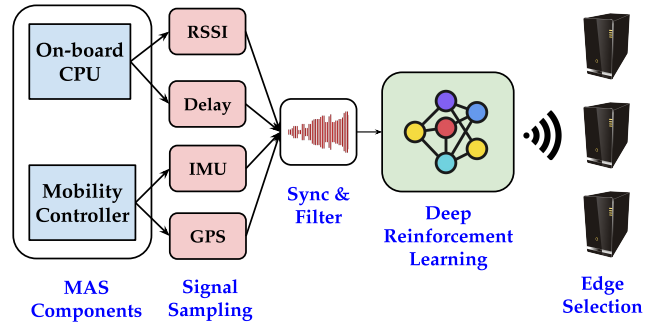 On-board
CPU
Mobility
Controller
MAS
Components
RSSI
Delay
IMU
GPS
Signal
Sampling
Sync &
Filter
Deep
Reinforcement
Learning
Edge
Selection